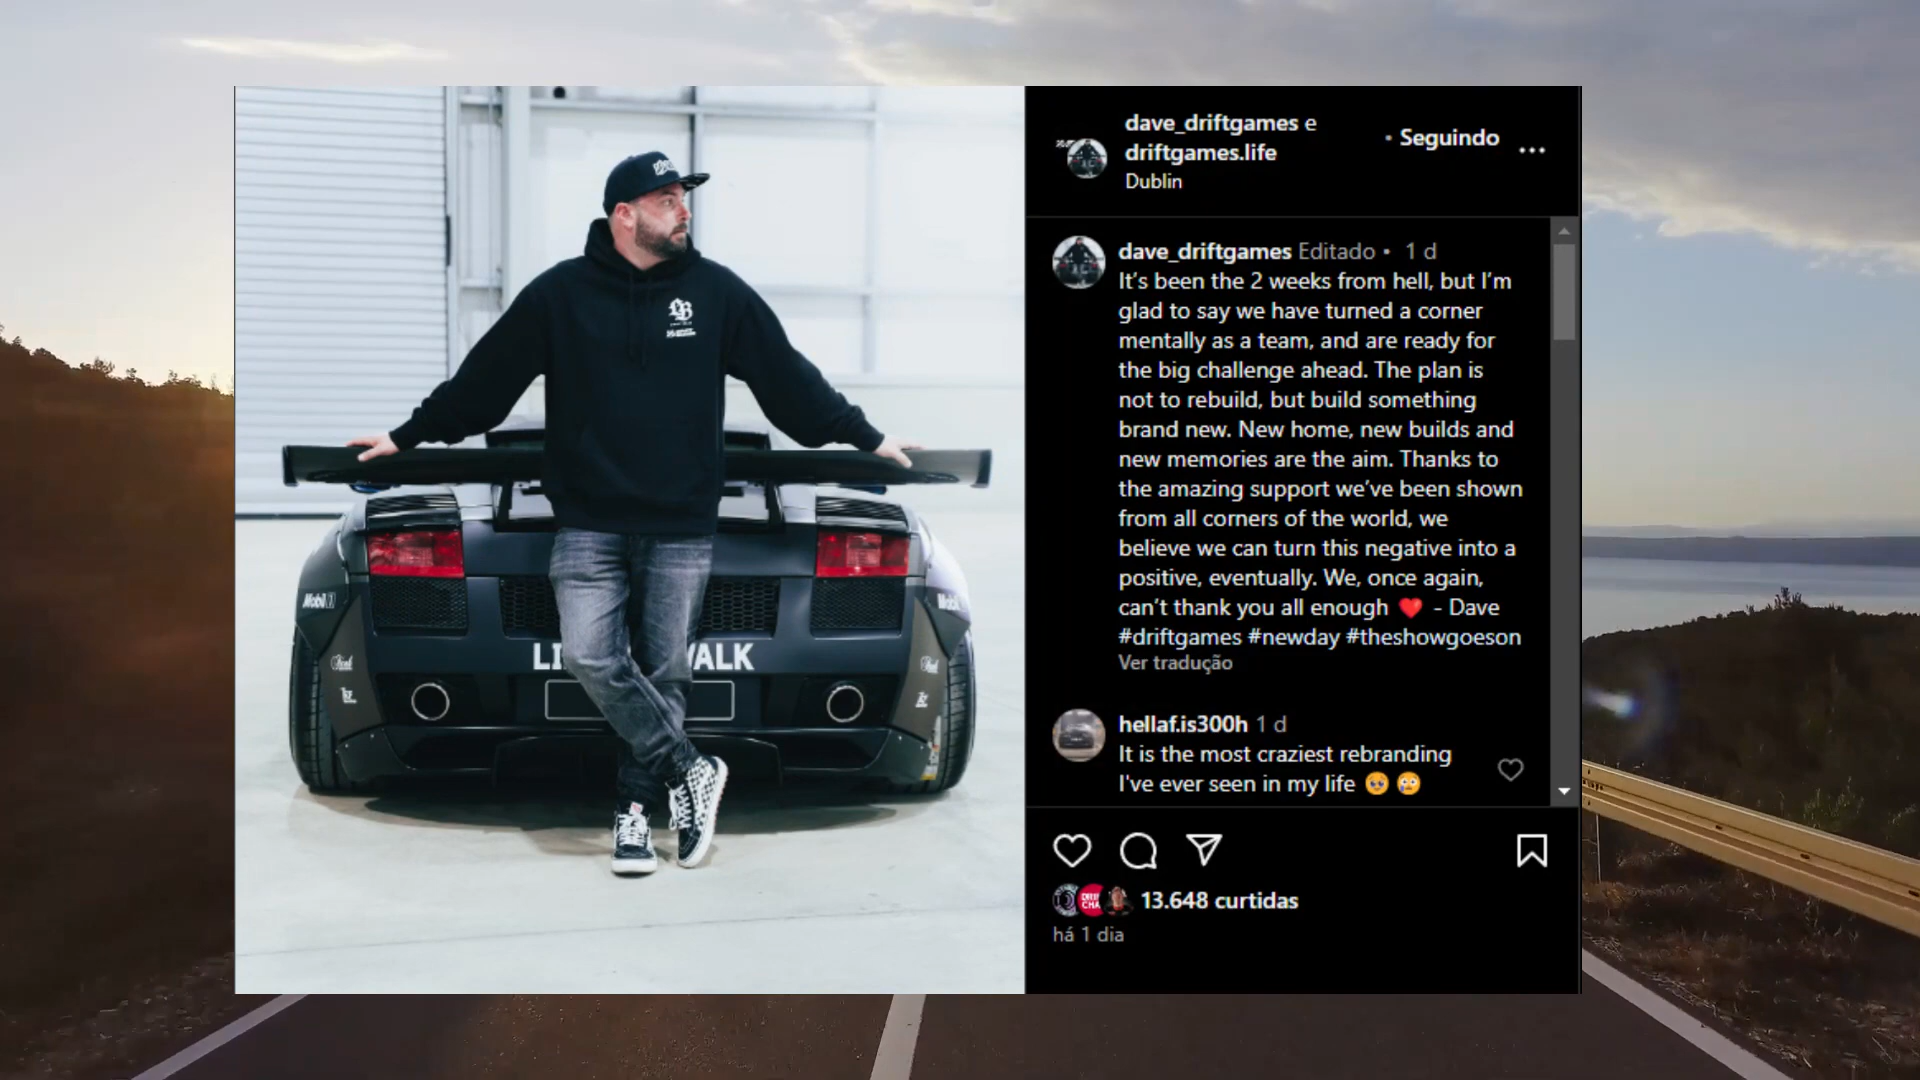 dave_driftgames e
driftgames.life
Dublin
• Seguindo
dave_driftgames Editado • 1 d
It’s been the 2 weeks from hell, but I’m
glad to say we have turned a corner
mentally as a team, and are ready for
the big challenge ahead. The plan is
not to rebuild, but build something
brand new. New home, new builds and
new memories are the aim. Thanks to
the amazing support we’ve been shown
from all corners of the world, we
believe we can turn this negative into a
positive, eventually. We, once again,
can’t thank you all enough ❤️ - Dave
#driftgames #newday #theshowgoeson
Ver tradução
hellaf.is300h 1 d
It is the most craziest rebranding
I've ever seen in my life 🥹 😢
13.648 curtidas
há 1 dia
Mobil 1
Mobil
LI
WALK